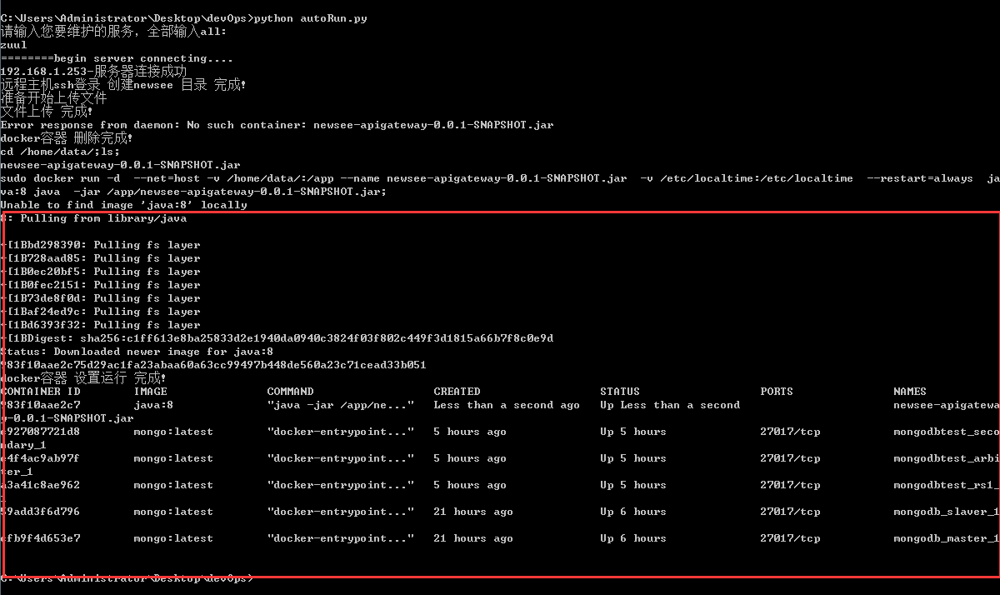 C:\Users\Administrator\Desktop\devOps>python autoRun.py
请输入您要维护的服务，全部输入all:
zuul
========begin server connecting....
192.168.1.253-服务器连接成功
远程主机ssh登录 创建newsee 目录 完成!
准备开始上传文件
文件上传 完成!
Error response from daemon: No such container: newsee-apigateway-0.0.1-SNAPSHOT.jar
docker容器 删除完成!
cd /home/data/;ls;
newsee-apigateway-0.0.1-SNAPSHOT.jar
sudo docker run -d  --net=host -v /home/data/:/app --name newsee-apigateway-0.0.1-SNAPSHOT.jar  -v /etc/localtime:/etc/localtime  --restart=always  ja
va:8 java  -jar /app/newsee-apigateway-0.0.1-SNAPSHOT.jar;
Unable to find image 'java:8' locally
8: Pulling from library/java
←[1Bbd298390: Pulling fs layer
←[1B728aad85: Pulling fs layer
←[1B0ec20bf5: Pulling fs layer
←[1B0fec2151: Pulling fs layer
←[1B73de8f0d: Pulling fs layer
←[1Baf24ed9c: Pulling fs layer
←[1Bd6393f32: Pulling fs layer
←[1BDigest: sha256:c1ff613e8ba25833d2e1940da0940c3824f03f802c449f3d1815a66b7f8c0e9d
Status: Downloaded newer image for java:8
983f10aae2c75d29ac1fa23abaa60a63cc99497b448de560a23c71cead33b051
docker容器 设置运行 完成!
CONTAINER ID        IMAGE               COMMAND                  CREATED                  STATUS                  PORTS               NAMES
983f10aae2c7        java:8              "java -jar /app/ne..."   Less than a second ago   Up Less than a second                       newsee-apigatewa
y-0.0.1-SNAPSHOT.jar
e927087721d8        mongo:latest        "docker-entrypoint..."   5 hours ago              Up 5 hours              27017/tcp           mongodbtest_seco
ndary_1
e4f4ac9ab97f        mongo:latest        "docker-entrypoint..."   5 hours ago              Up 5 hours              27017/tcp           mongodbtest_arbi
ter_1
a3a41c8ae962        mongo:latest        "docker-entrypoint..."   5 hours ago              Up 5 hours              27017/tcp           mongodbtest_rs1_
59add3f6d796        mongo:latest        "docker-entrypoint..."   21 hours ago             Up 6 hours              27017/tcp           mongodb_slaver_1
efb9f4d653e7        mongo:latest        "docker-entrypoint..."   21 hours ago             Up 6 hours              27017/tcp           mongodb_master_1
C:\Users\Administrator\Desktop\devOps>